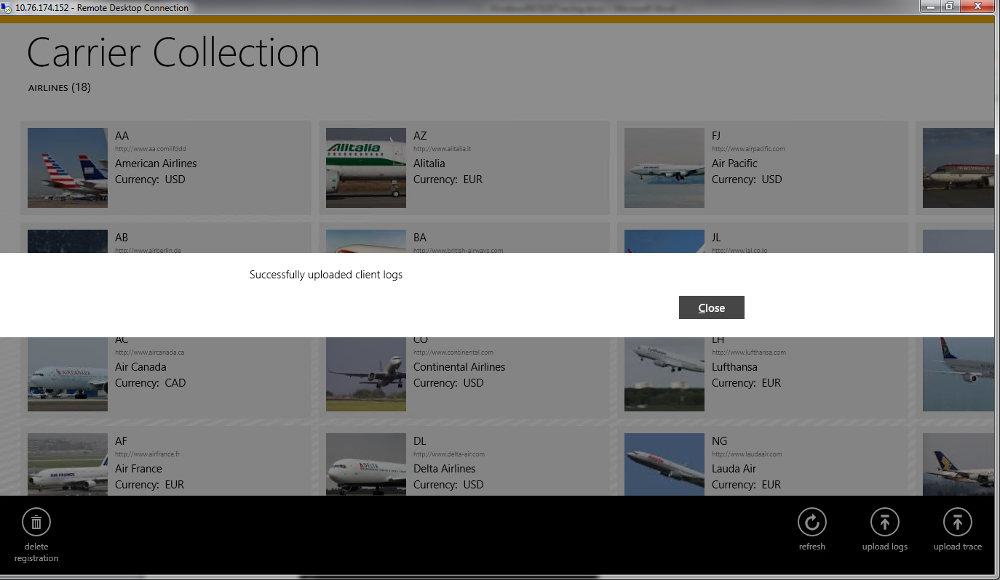 10.76.174.152 - Remote Desktop Connection
Carrier Collection
AIRLINES (18)
AA
http://www.aa.comiifddd
American Airlines
Currency: USD
Alitalia
AZ
http://www.alitalia.it
Alitalia
Currency: EUR
FJ
http://www.airpacific.com
Air Pacific
Currency: USD
AB
http://www.airberlin.de
BA
http://www.british-airways.com
JL
http://www.jal.co.jp
Successfully uploaded client logs
Close
AC
http://www.aircanada.ca
Air Canada
Currency: CAD
CO
http://www.continental.com
Continental Airlines
Currency: USD
LH
http://www.lufthansa.com
Lufthansa
Currency: EUR
AF
http://www.airfrance.fr
Air France
Currency: EUR
DELTA
DL
http://www.delta-air.com
Delta Airlines
Currency: USD
NG
http://www.laudaair.com
Lauda Air
Currency: EUR
delete
registration
refresh
upload logs
upload trace